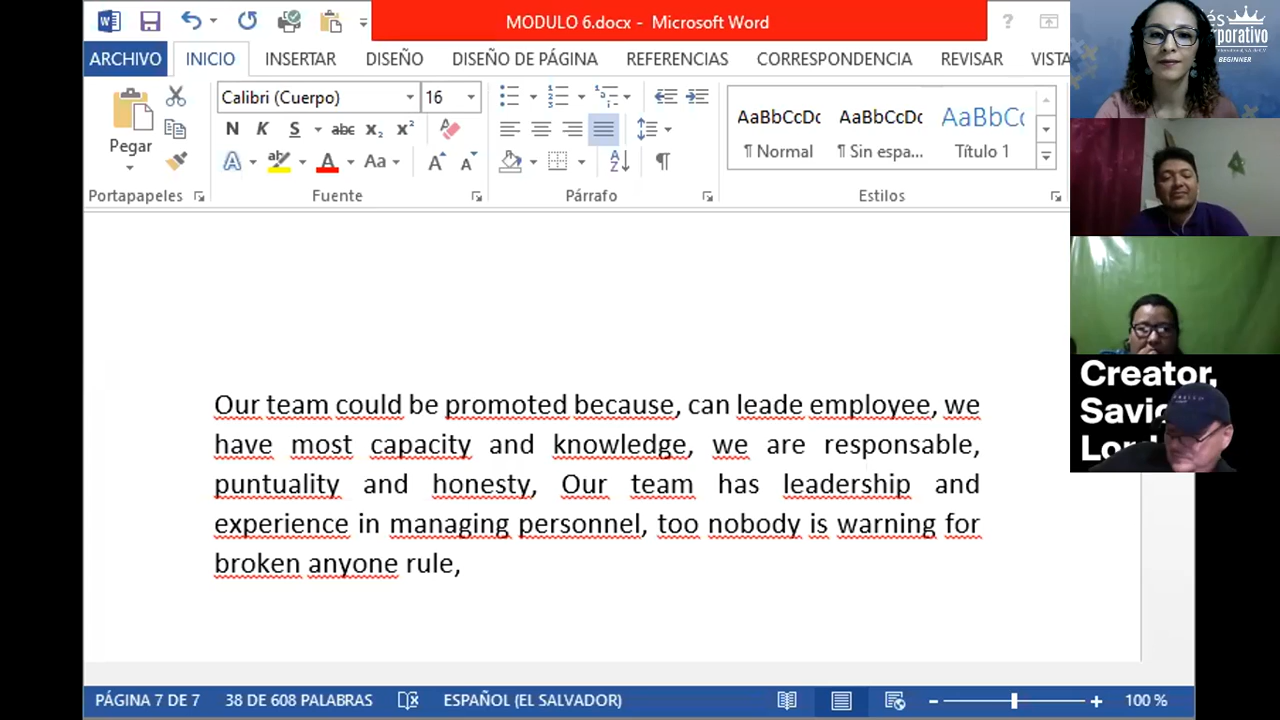 MODULO 6.docx - Microsoft Word
?
ARCHIVO INICIO INSERTAR DISEÑO DISEÑO DE PÁGINA REFERENCIAS CORRESPONDENCIA REVISAR VISTA
Pegar
Portapapeles
Calibri (Cuerpo) 16
N K S abc x₂ x²
A A Aa A A
Fuente
Párrafo
AaBbCcDc AaBbCcDc AaBbCc
¶ Normal ¶ Sin espa... Título 1
Estilos
Our team could be promoted because, can leade employee, we
have most capacity and knowledge, we are responsable,
puntuality and honesty, Our team has leadership and
experience in managing personnel, too nobody is warning for
broken anyone rule,
PÁGINA 7 DE 7 38 DE 608 PALABRAS ESPAÑOL (EL SALVADOR) 100 %
BEGINNER
Creator,